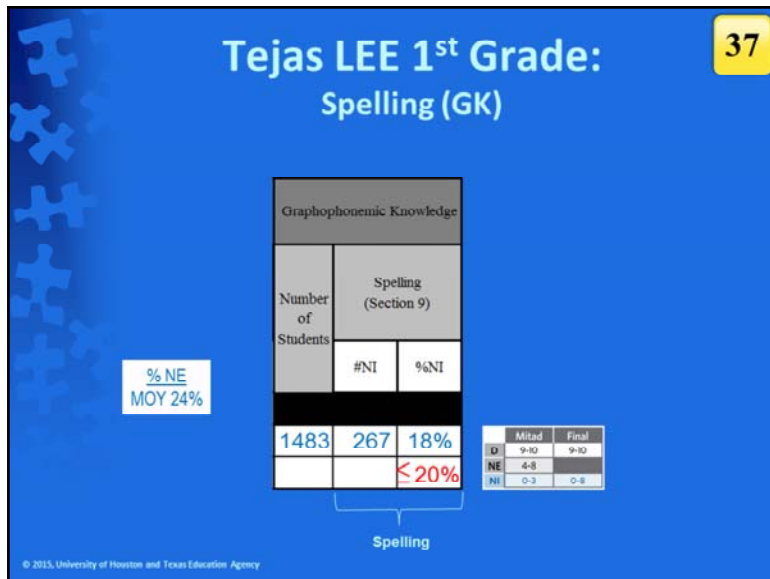 Tejas LEE 1st Grade:
Spelling (GK)
37
Graphophonemic Knowledge
Number
of
Students
Spelling
(Section 9)
#NI
%NI
% NE
MOY 24%
1483 267 18%
≤20%
Mitad Final
D 9-10 9-10
NE 4-8
NI 0-3 0-8
Spelling
© 2015, University of Houston and Texas Education Agency